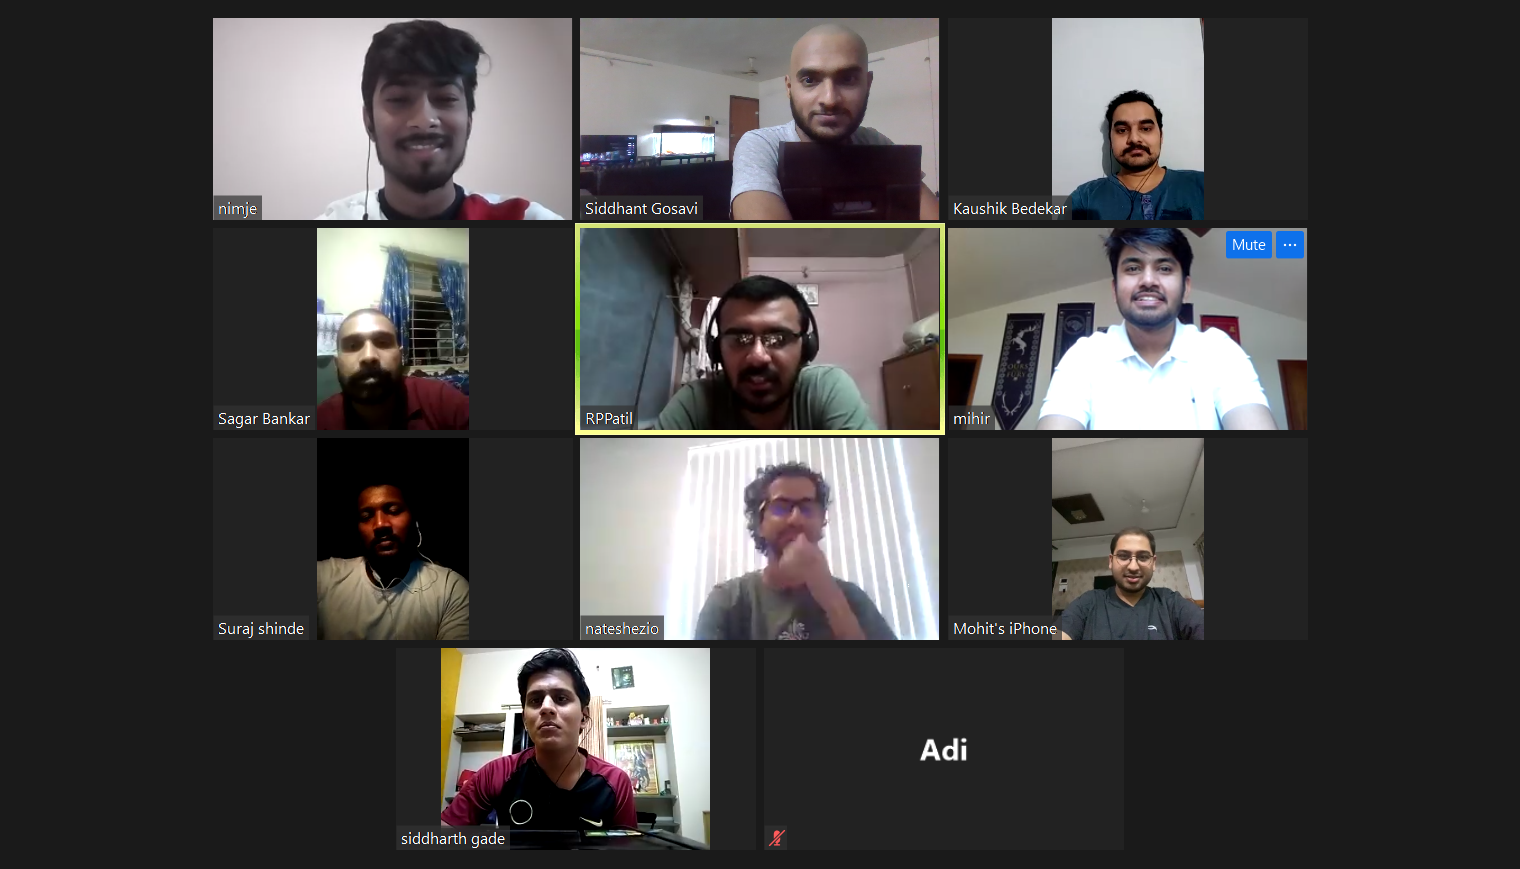 nimje
Siddhant Gosavi
Kaushik Bedekar
Sagar Bankar
RPPatil
Mute ···
mihir
Suraj shinde
nateshezio
Mohit's iPhone
siddharth gade
Adi